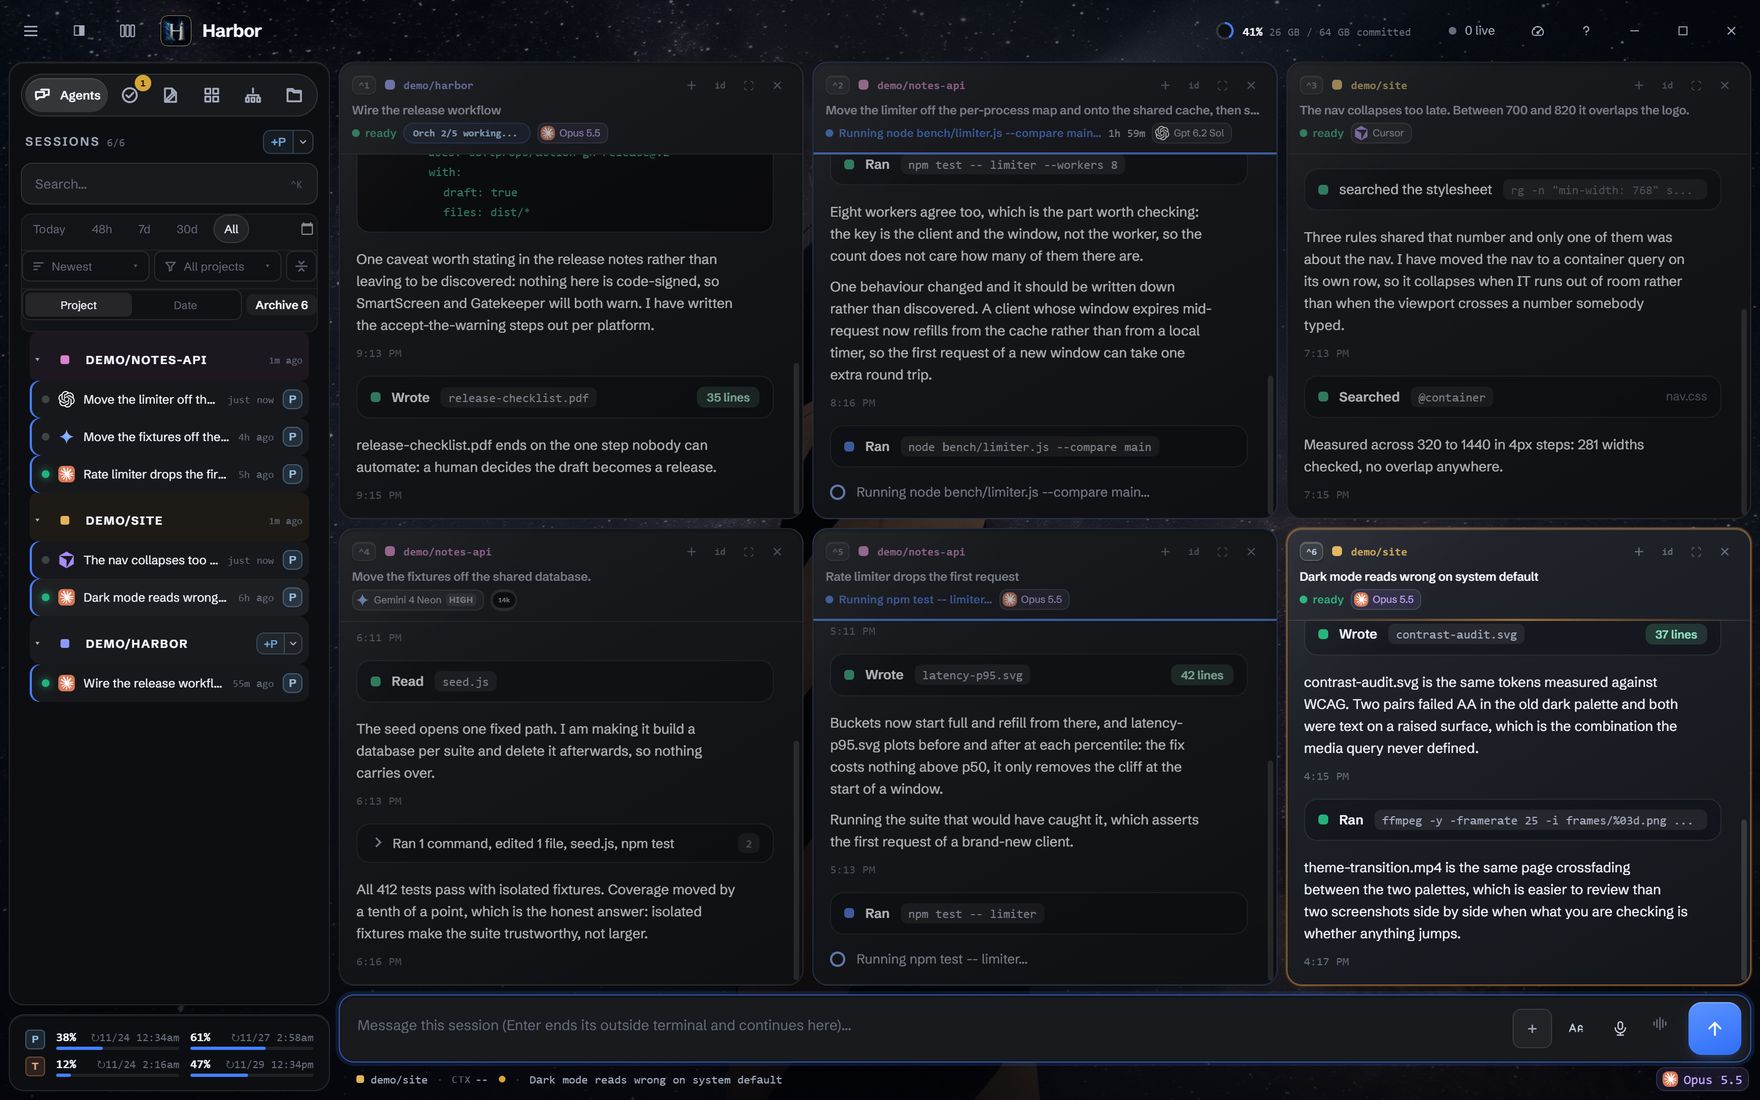 Harbor
41% 26 GB / 64 GB committed
0 live
?
Agents
1
SESSIONS 6/6
+P
Search...
^K
Today
48h
7d
30d
All
Newest
All projects
Project
Date
Archive 6
DEMO/NOTES-API
1m ago
Move the limiter off th...
just now
P
Move the fixtures off the...
4h ago
P
Rate limiter drops the fir...
5h ago
P
DEMO/SITE
1m ago
The nav collapses too ...
just now
P
Dark mode reads wrong...
6h ago
P
DEMO/HARBOR
+P
Wire the release workfl...
55m ago
P
P
38%
11/24 12:34am
61%
11/27 2:58am
T
12%
11/24 2:16am
47%
11/29 12:34pm
^1
demo/harbor
id
Wire the release workflow
ready
Orch 2/5 working...
Opus 5.5
with:
draft: true
files: dist/*
One caveat worth stating in the release notes rather than
leaving to be discovered: nothing here is code-signed, so
SmartScreen and Gatekeeper will both warn. I have written
the accept-the-warning steps out per platform.
9:13 PM
Wrote
release-checklist.pdf
35 lines
release-checklist.pdf ends on the one step nobody can
automate: a human decides the draft becomes a release.
9:15 PM
^2
demo/notes-api
id
Move the limiter off the per-process map and onto the shared cache, then s...
Running node bench/limiter.js --compare main...
1h 59m
Gpt 6.2 Sol
Ran
npm test -- limiter --workers 8
Eight workers agree too, which is the part worth checking:
the key is the client and the window, not the worker, so the
count does not care how many of them there are.
One behaviour changed and it should be written down
rather than discovered. A client whose window expires mid-
request now refills from the cache rather than from a local
timer, so the first request of a new window can take one
extra round trip.
8:16 PM
Ran
node bench/limiter.js --compare main
Running node bench/limiter.js --compare main...
^3
demo/site
id
The nav collapses too late. Between 700 and 820 it overlaps the logo.
ready
Cursor
searched the stylesheet
rg -n "min-width: 768" s...
Three rules shared that number and only one of them was
about the nav. I have moved the nav to a container query on
its own row, so it collapses when IT runs out of room rather
than when the viewport crosses a number somebody
typed.
7:13 PM
Searched
@container
nav.css
Measured across 320 to 1440 in 4px steps: 281 widths
checked, no overlap anywhere.
7:15 PM
^4
demo/notes-api
id
Move the fixtures off the shared database.
Gemini 4 Neon
HIGH
14k
6:11 PM
Read
seed.js
The seed opens one fixed path. I am making it build a
database per suite and delete it afterwards, so nothing
carries over.
6:13 PM
Ran 1 command, edited 1 file, seed.js, npm test
2
All 412 tests pass with isolated fixtures. Coverage moved by
a tenth of a point, which is the honest answer: isolated
fixtures make the suite trustworthy, not larger.
6:16 PM
^5
demo/notes-api
id
Rate limiter drops the first request
Running npm test -- limiter...
Opus 5.5
5:11 PM
Wrote
latency-p95.svg
42 lines
Buckets now start full and refill from there, and latency-
p95.svg plots before and after at each percentile: the fix
costs nothing above p50, it only removes the cliff at the
start of a window.
Running the suite that would have caught it, which asserts
the first request of a brand-new client.
5:13 PM
Ran
npm test -- limiter
Running npm test -- limiter...
^6
demo/site
id
Dark mode reads wrong on system default
ready
Opus 5.5
Wrote
contrast-audit.svg
37 lines
contrast-audit.svg is the same tokens measured against
WCAG. Two pairs failed AA in the old dark palette and both
were text on a raised surface, which is the combination the
media query never defined.
4:15 PM
Ran
ffmpeg -y -framerate 25 -i frames/%03d.png ...
theme-transition.mp4 is the same page crossfading
between the two palettes, which is easier to review than
two screenshots side by side when what you are checking is
whether anything jumps.
4:17 PM
Message this session (Enter ends its outside terminal and continues here)...
demo/site · CTX -- · Dark mode reads wrong on system default
Opus 5.5